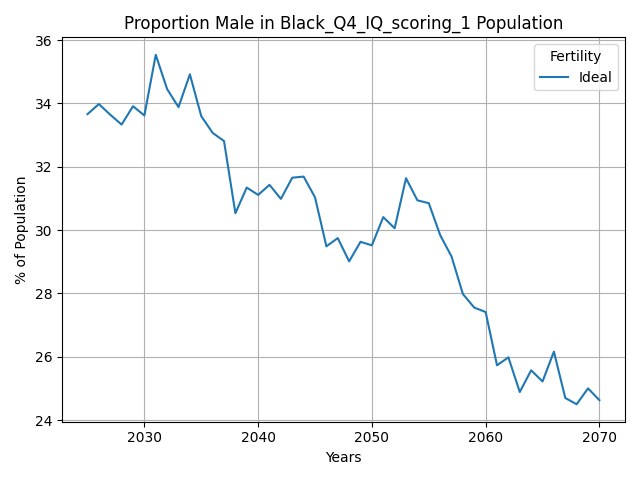 Proportion Male in Black_Q4_IQ_scoring_1 Population
36
34
32
30
28
26
24
% of Population
Fertility
Ideal
2030 2040 2050 2060 2070
Years